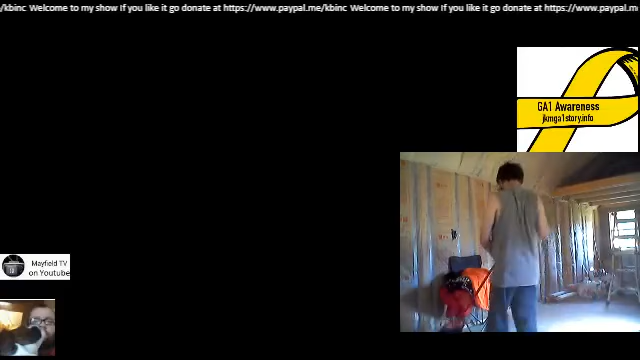 /kbinc Welcome to my show If you like it go donate at https://www.paypal.me/kbinc Welcome to my show If you like it go donate at https://www.paypal.m
GA1 Awareness
jkmga1story.info
Mayfield TV
on Youtube